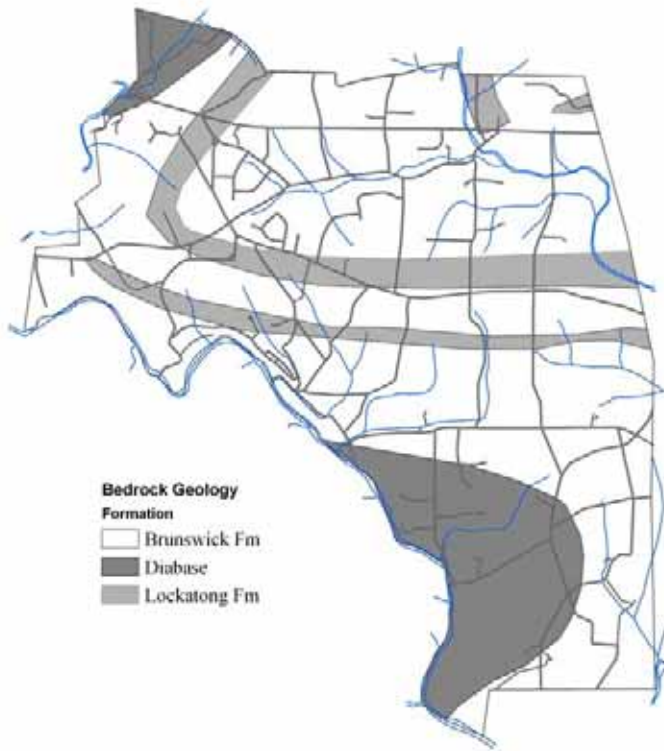 Bedrock Geology
Formation
Brunswick Fm
Diabase
Lockatong Fm